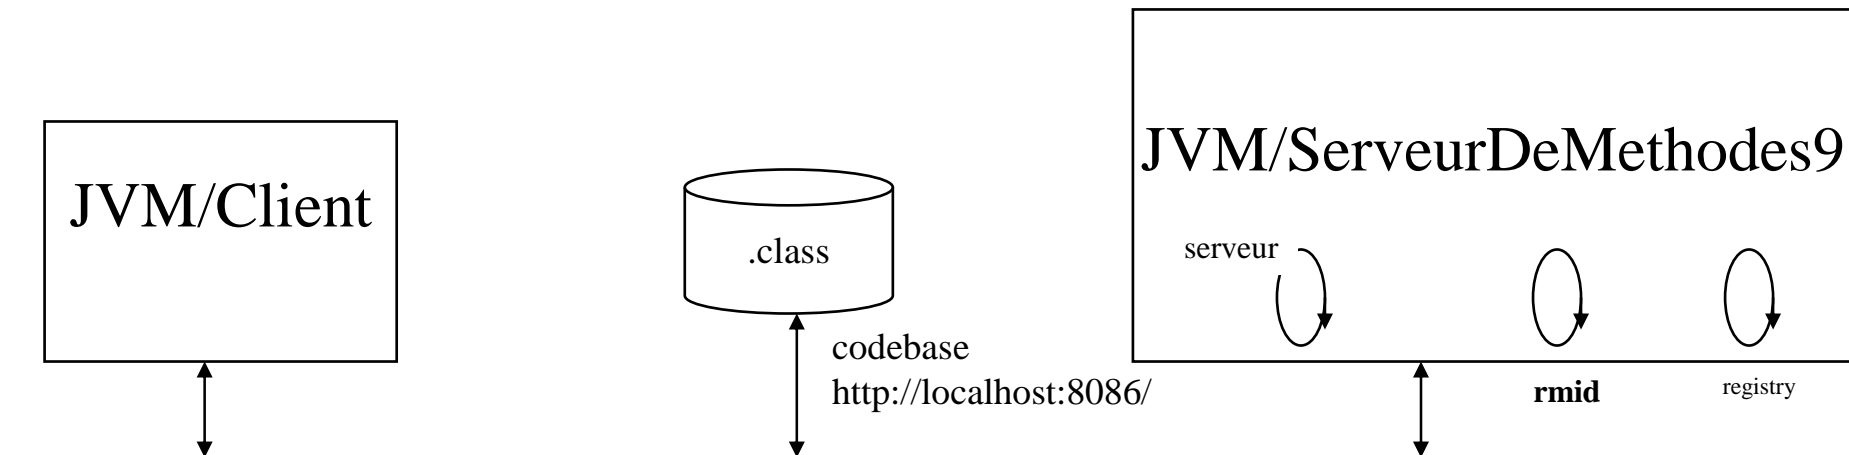 JVM/Client
.class
codebase
http://localhost:8086/
JVM/ServeurDeMethodes9
serveur
rmid
registry